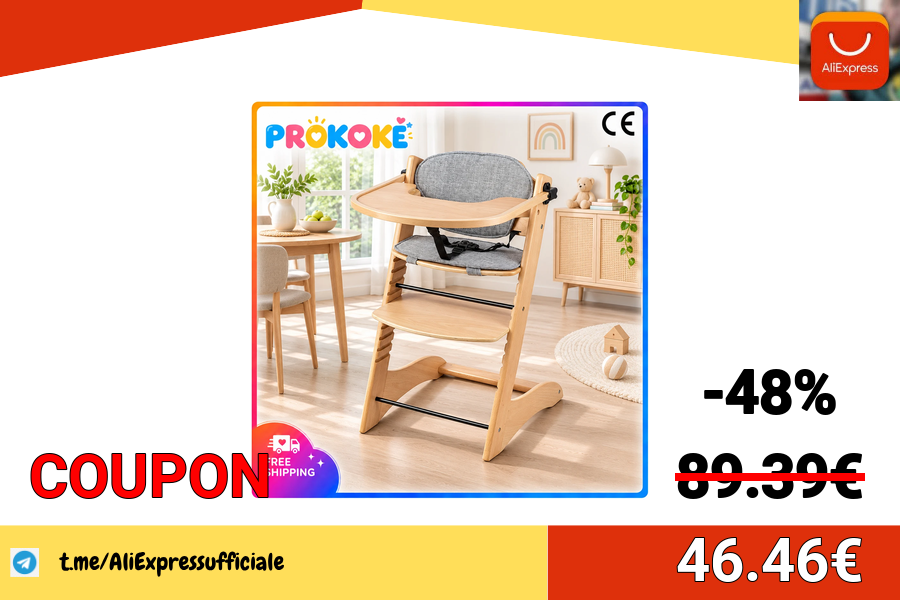 AliExpress
PROKOKE
CE
-48%
89.39€
FREE
SHIPPING
COUPON
t.me/AliExpressufficiale
46.46€